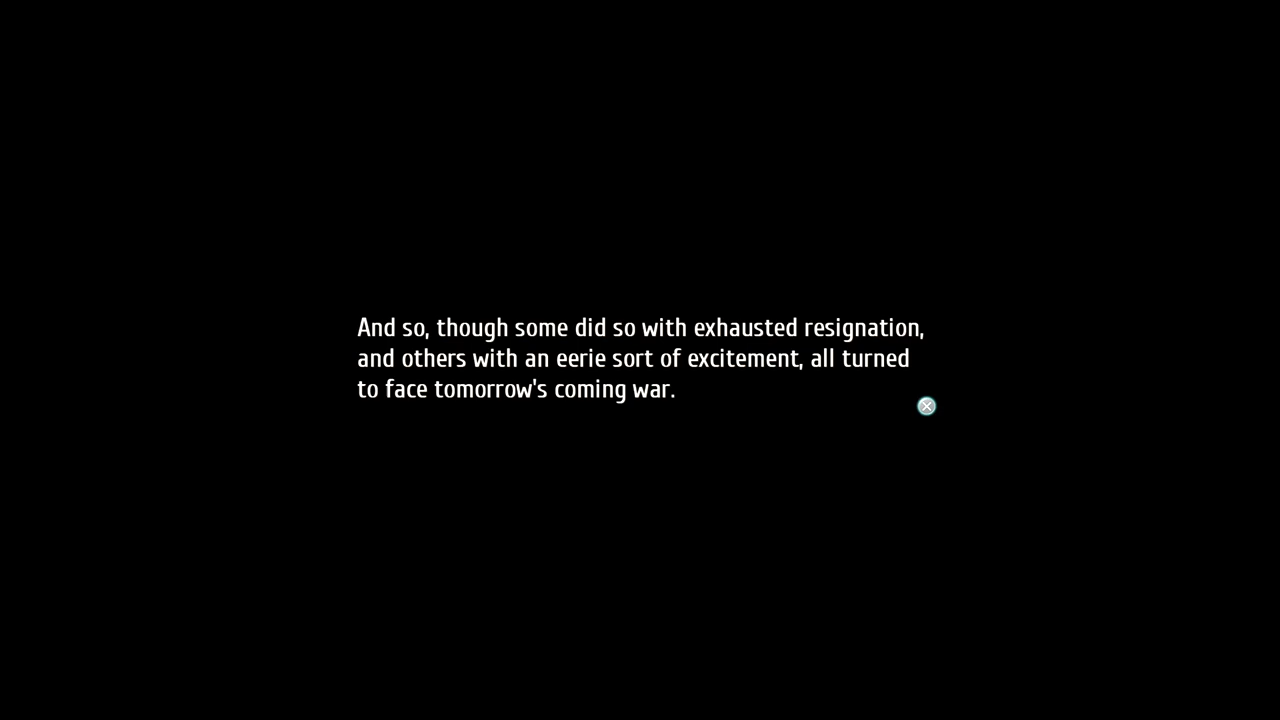 And so, though some did so with exhausted resignation,
and others with an eerie sort of excitement, all turned
to face tomorrow's coming war.